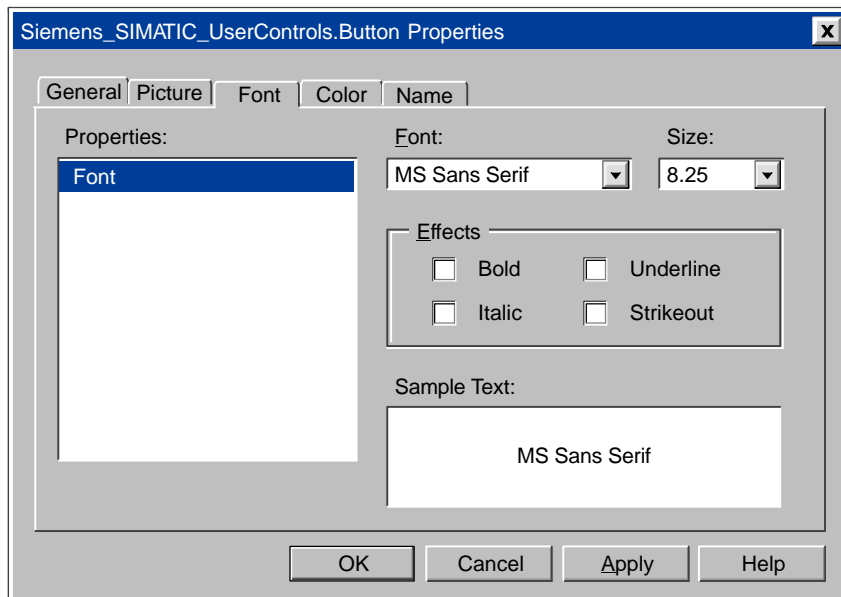 Siemens_SIMATIC_UserControls.Button Properties x
General Picture Font Color Name
Properties: Font: Size:
Font MS Sans Serif 8.25
Effects
Bold Underline
Italic Strikeout
Sample Text:
MS Sans Serif
OK Cancel Apply Help